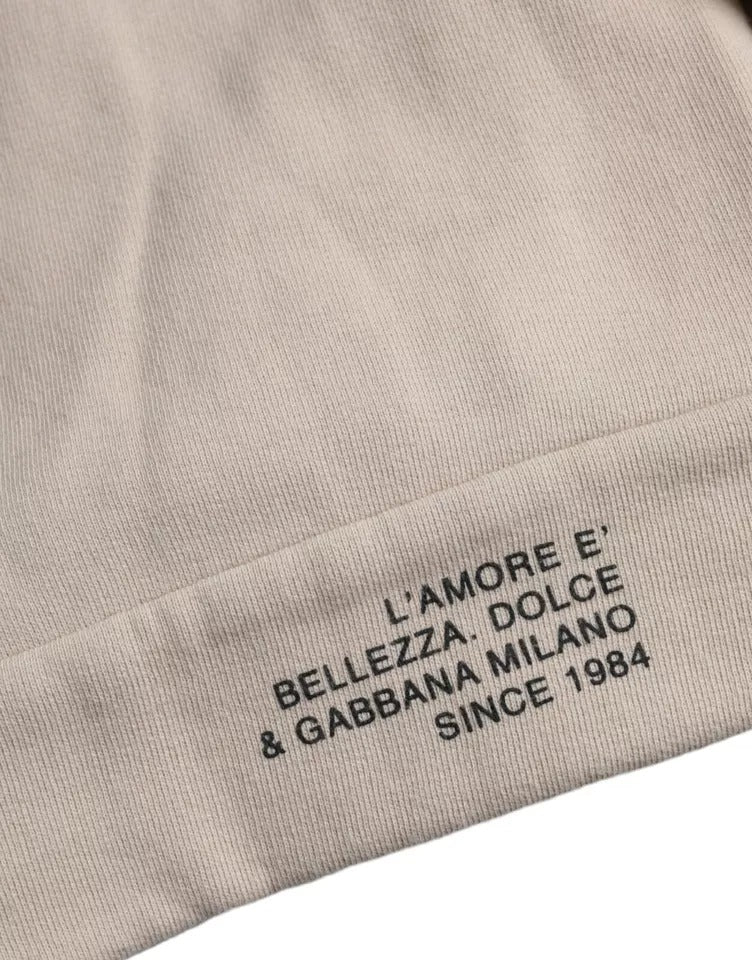 L'AMORE E'
BELLEZZA. DOLCE
& GABBANA MILANO
SINCE 1984